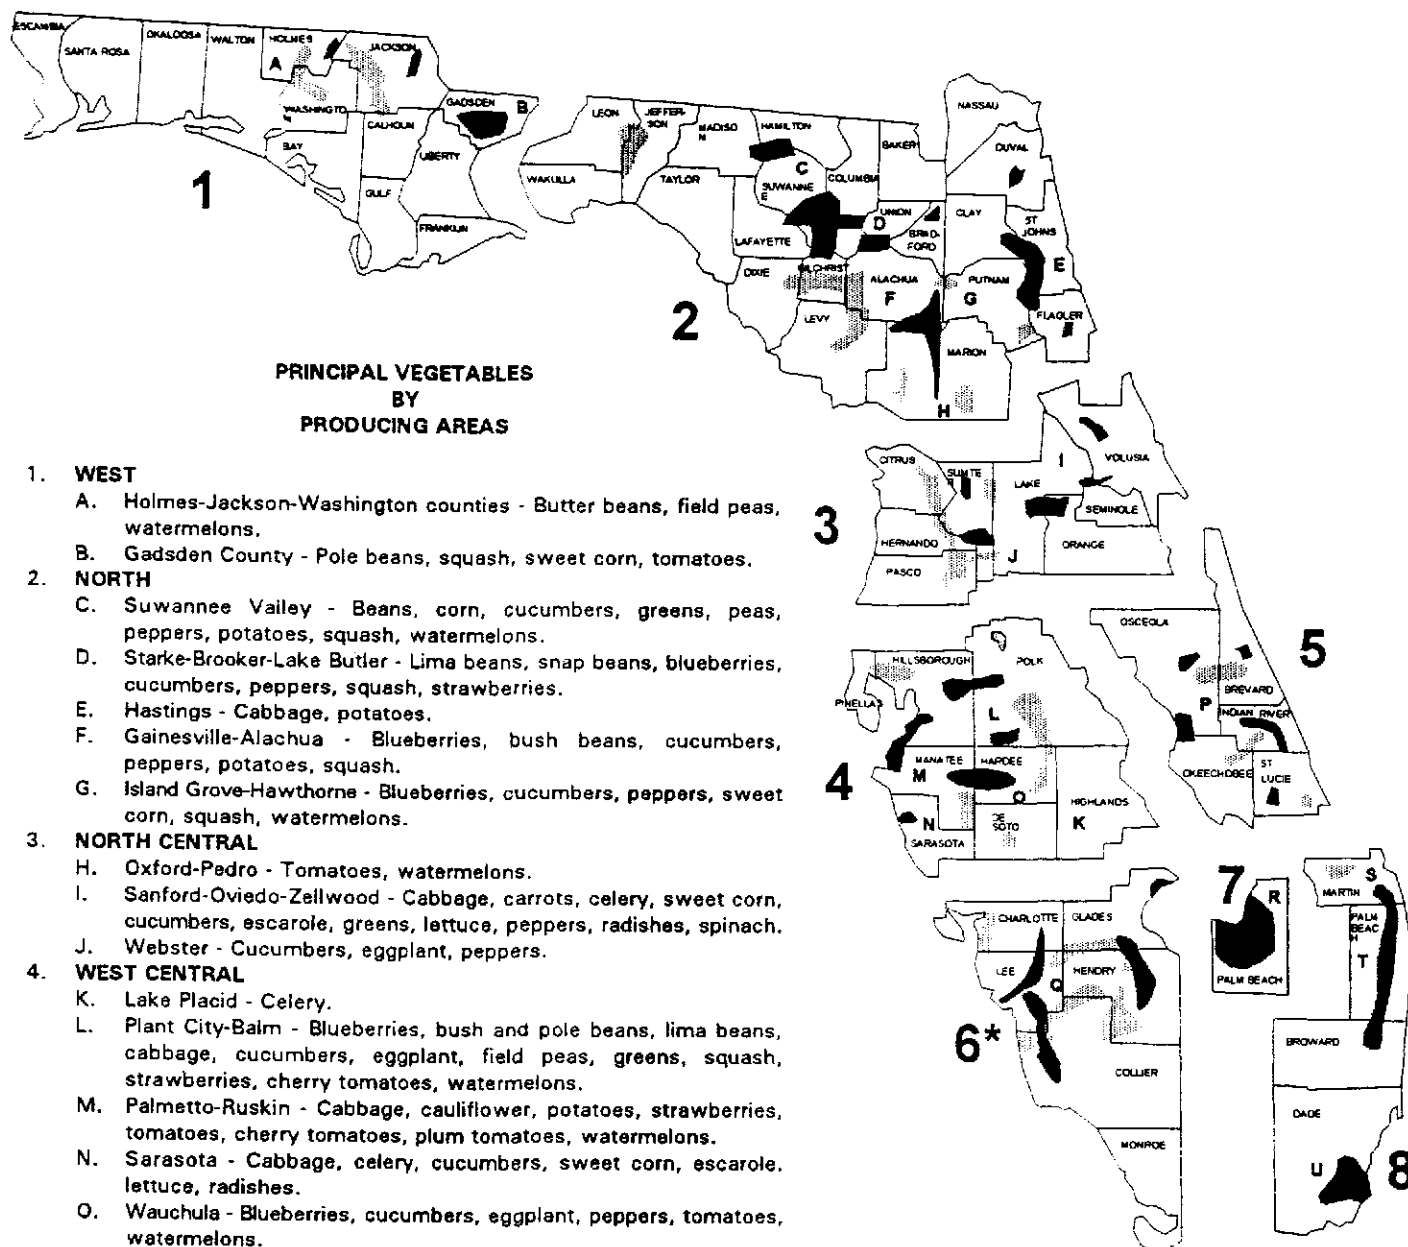 ESCAMBIA
SANTA ROSA
OKALOOSA
WALTON
HOLMES
A
JACKSON
WASHINGTO
N
BAY
CALHOUN
GULF
GADSDEN
B
LIBERTY
FRANKLIN
1
LEON
JEFFER-
SON
WAKULLA
MADISO
N
TAYLOR
HAMILTON
C
SUWANNE
E
COLUMBIA
BAKER
NASSAU
DUVAL
LAFAYETTE
UNION
D
BRAD-
FORD
CLAY
ST
JOHNS
E
DIXIE
GILCHRIST
ALACHUA
F
PUTNAM
G
FLAGLER
LEVY
MARION
H
2
PRINCIPAL VEGETABLES
BY
PRODUCING AREAS
1. WEST
A. Holmes-Jackson-Washington counties - Butter beans, field peas,
watermelons.
B. Gadsden County - Pole beans, squash, sweet corn, tomatoes.
2. NORTH
C. Suwannee Valley - Beans, corn, cucumbers, greens, peas,
peppers, potatoes, squash, watermelons.
D. Starke-Brooker-Lake Butler - Lima beans, snap beans, blueberries,
cucumbers, peppers, squash, strawberries.
E. Hastings - Cabbage, potatoes.
F. Gainesville-Alachua - Blueberries, bush beans, cucumbers,
peppers, potatoes, squash.
G. Island Grove-Hawthorne - Blueberries, cucumbers, peppers, sweet
corn, squash, watermelons.
3. NORTH CENTRAL
H. Oxford-Pedro - Tomatoes, watermelons.
I. Sanford-Oviedo-Zellwood - Cabbage, carrots, celery, sweet corn,
cucumbers, escarole, greens, lettuce, peppers, radishes, spinach.
J. Webster - Cucumbers, eggplant, peppers.
4. WEST CENTRAL
K. Lake Placid - Celery.
L. Plant City-Balm - Blueberries, bush and pole beans, lima beans,
cabbage, cucumbers, eggplant, field peas, greens, squash,
strawberries, cherry tomatoes, watermelons.
M. Palmetto-Ruskin - Cabbage, cauliflower, potatoes, strawberries,
tomatoes, cherry tomatoes, plum tomatoes, watermelons.
N. Sarasota - Cabbage, celery, cucumbers, sweet corn, escarole,
lettuce, radishes.
O. Wauchula - Blueberries, cucumbers, eggplant, peppers, tomatoes,
watermelons.
CITRUS
SUMTE
R
LAKE
I
VOLUSIA
SEMINOLE
HERNANDO
J
ORANGE
PASCO
3
HILLSBOROUGH
POLK
PINELLAS
L
MANATEE
M
HARDEE
O
HIGHLANDS
K
N
DE
SOTO
SARASOTA
4
OSCEOLA
5
BREVARD
P
INDIAN RIVER
OKEECHOBEE
ST
LUCIE
CHARLOTTE
GLADES
LEE
Q
HENDRY
6*
COLLIER
MONROE
7
R
PALM BEACH
S
MARTIN
PALM
BEAC
H
T
BROWARD
DADE
U
8